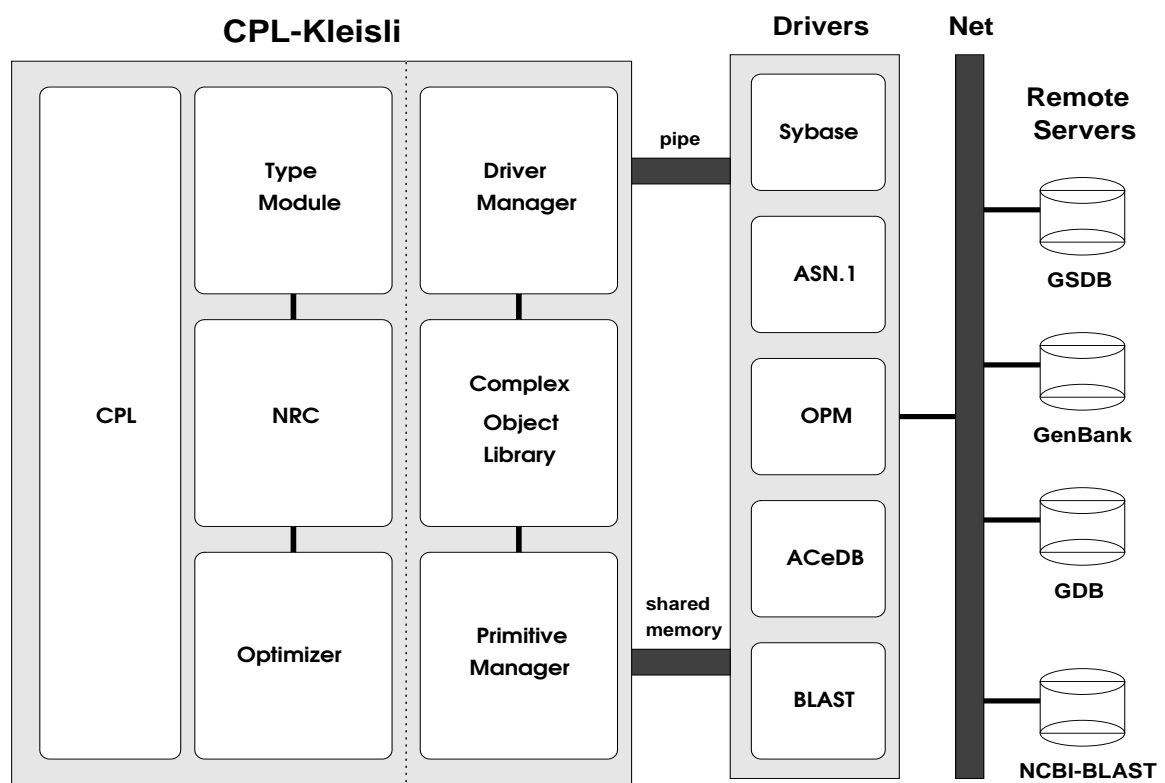 CPL-Kleisli
Drivers
Net
Remote
Servers
CPL
Type
Module
NRC
Optimizer
Driver
Manager
Complex
Object
Library
Primitive
Manager
pipe
shared
memory
Sybase
ASN.1
OPM
ACeDB
BLAST
GSDB
GenBank
GDB
NCBI-BLAST